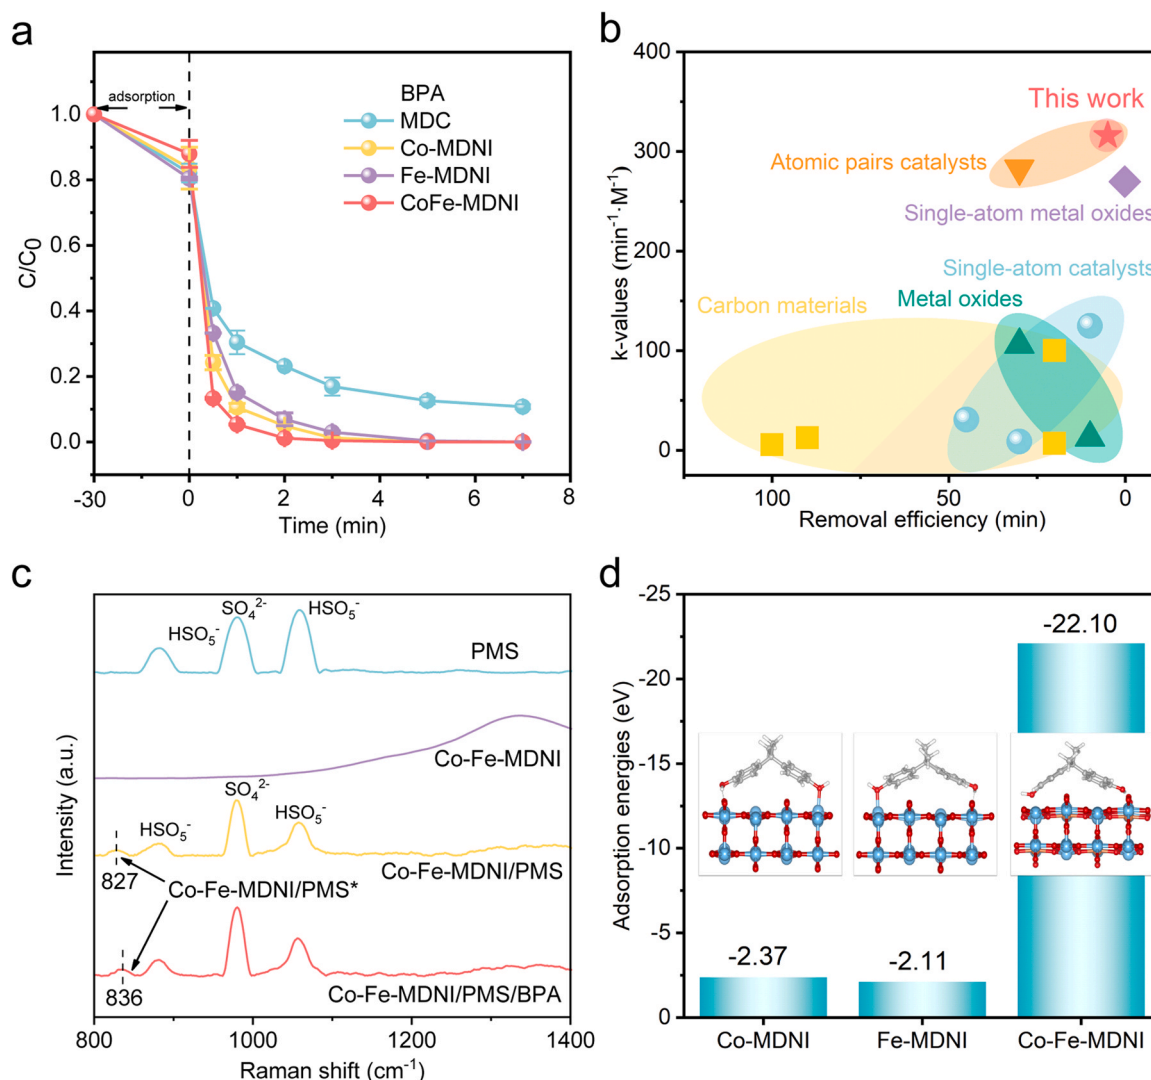 a
adsorption
BPA
MDC
Co-MDNI
Fe-MDNI
CoFe-MDNI
1.0
0.8
0.6
0.4
0.2
0.0
C/C0
-30
0
2
4
6
8
Time (min)
b
400
300
200
100
0
k-values (min-1·M-1)
This work
Atomic pairs catalysts
Single-atom metal oxides
Single-atom catalysts
Metal oxides
Carbon materials
100
50
0
Removal efficiency (min)
c
HSO5-
SO42-
HSO5-
PMS
Co-Fe-MDNI
HSO5-
SO42-
HSO5-
827
Co-Fe-MDNI/PMS
Co-Fe-MDNI/PMS*
836
Co-Fe-MDNI/PMS/BPA
Intensity (a.u.)
800
1000
1200
1400
Raman shift (cm-1)
d
-25
-20
-15
-10
-5
0
Adsorption energies (eV)
-2.37
-2.11
-22.10
Co-MDNI
Fe-MDNI
Co-Fe-MDNI